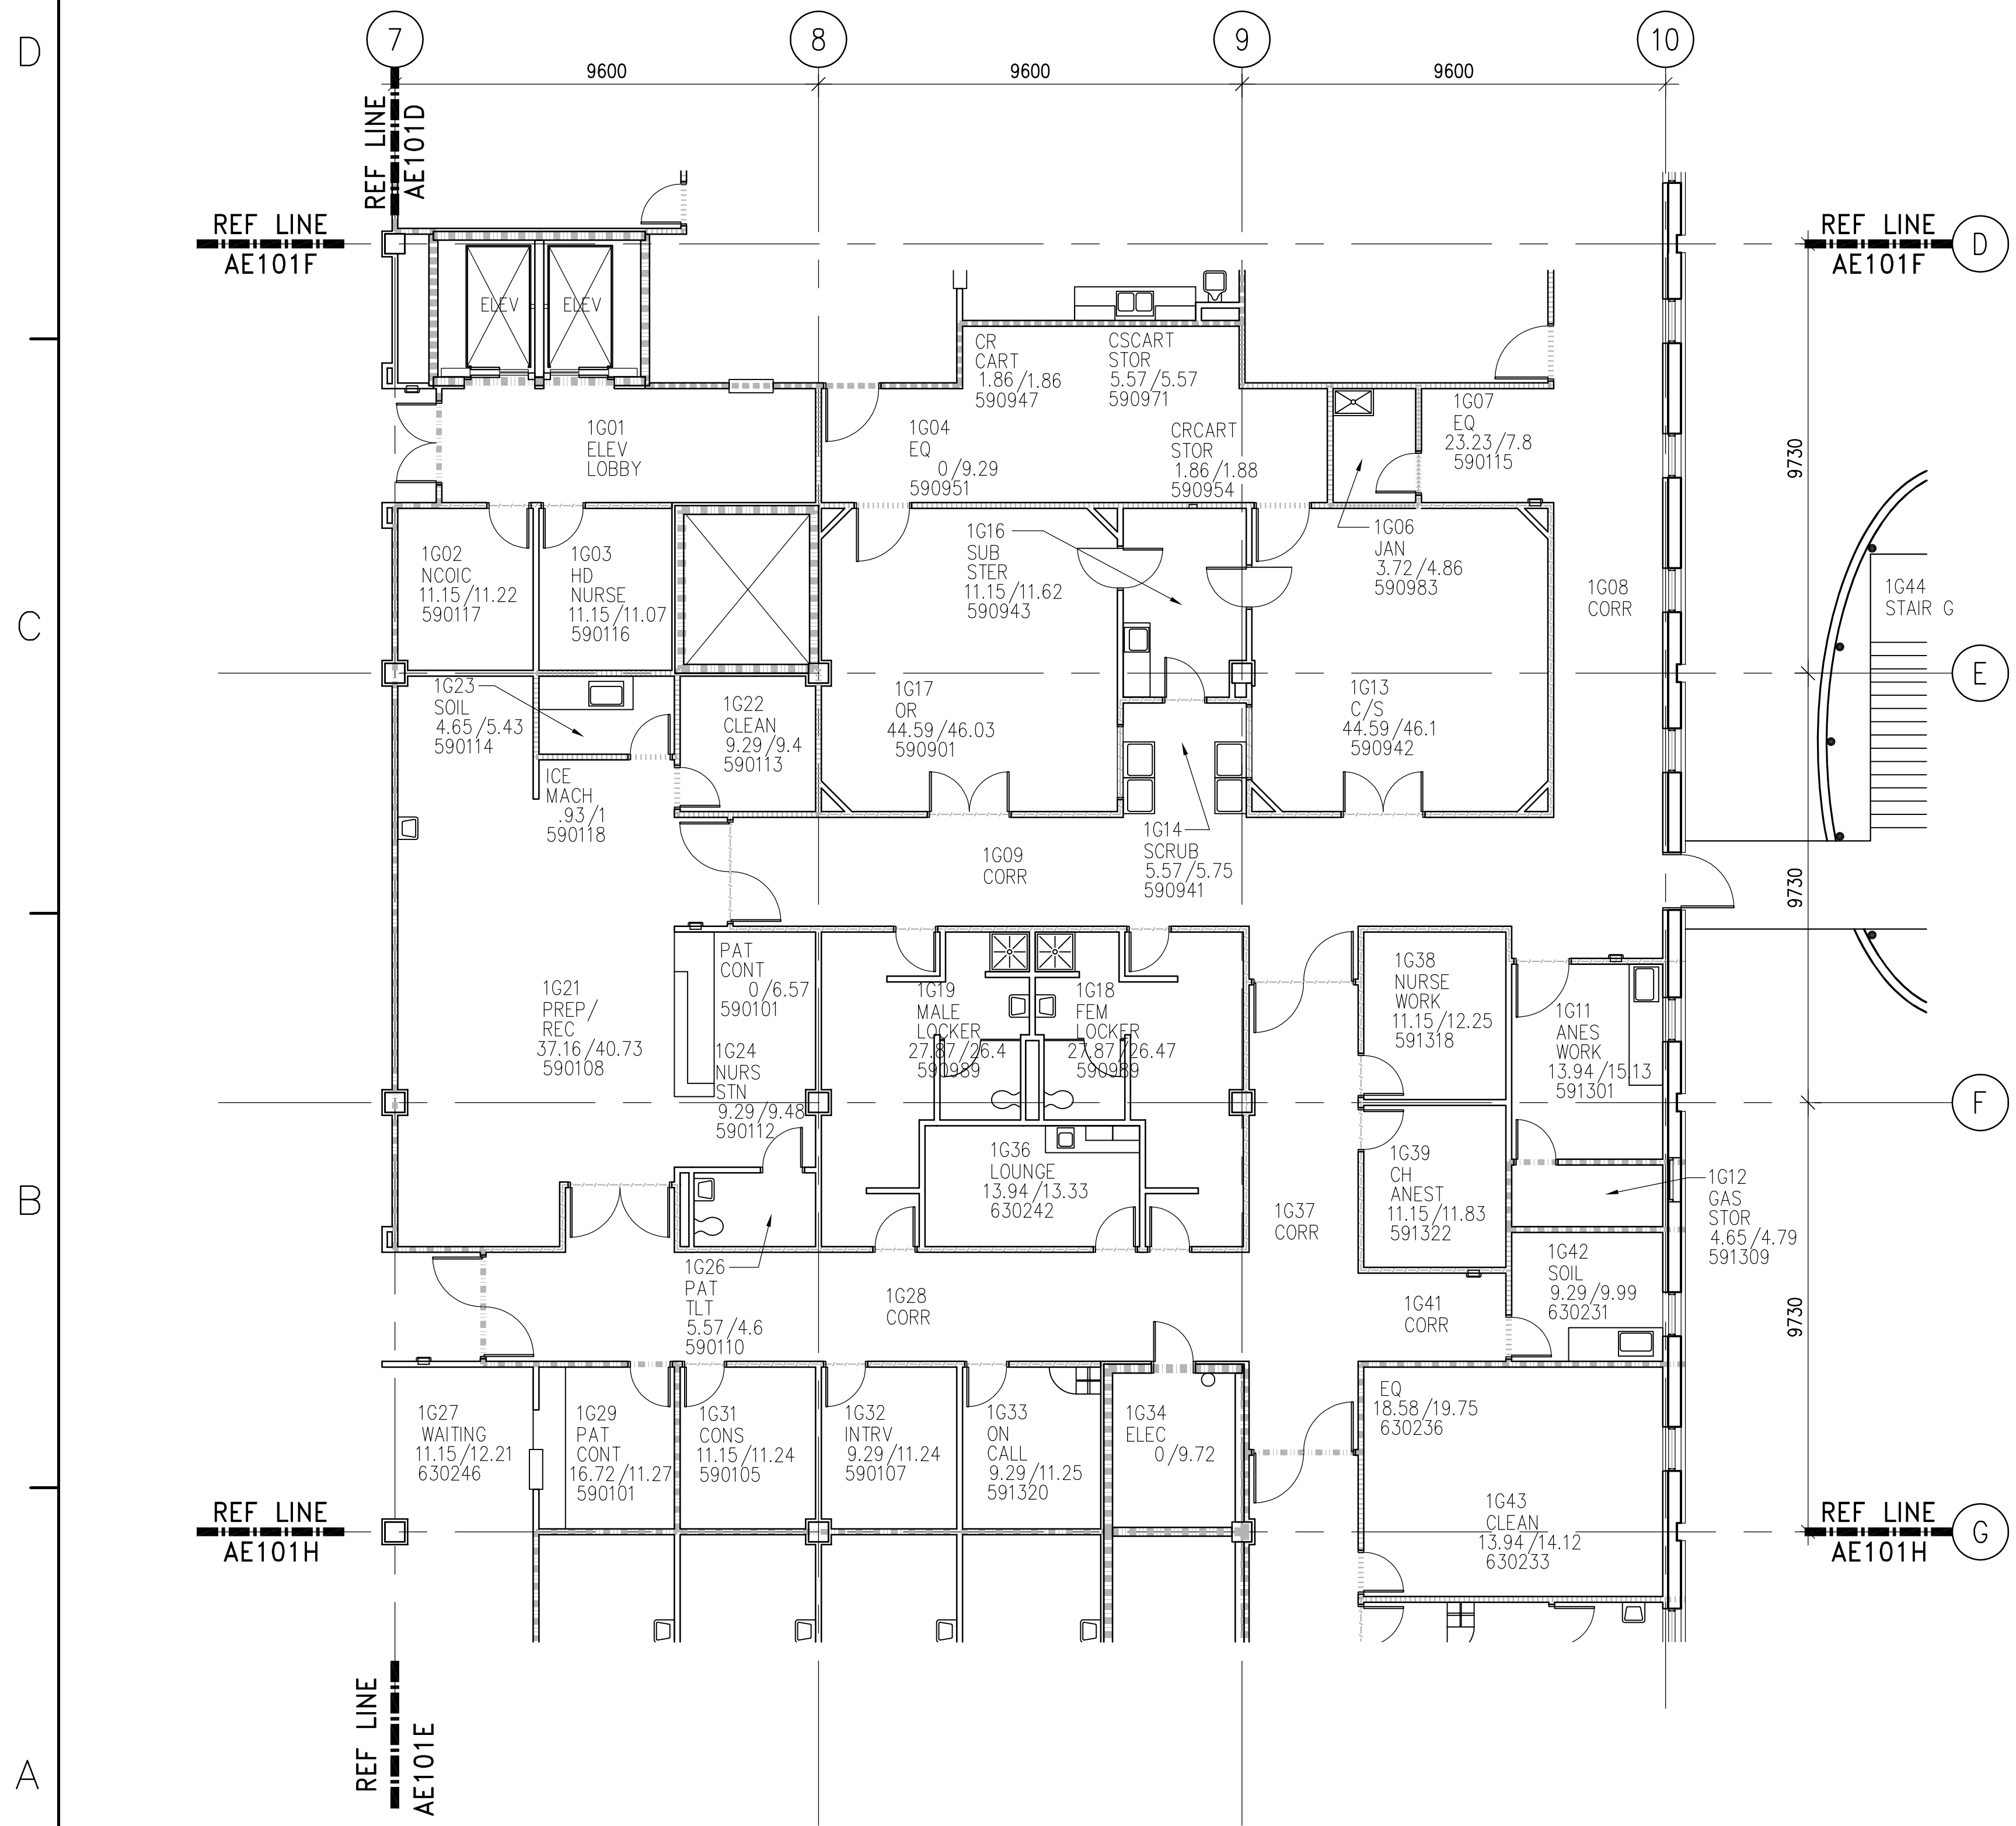 D
7
8
9
10
9600
9600
9600
REF LINE
AE101D
REF LINE
AE101F
REF LINE
AE101F
D
ELEV
ELEV
CR
CART
1.86/1.86
590947
CSCART
STOR
5.57/5.57
590971
1G01
ELEV
LOBBY
1G04
EQ
0/9.29
590951
CRCART
STOR
1.86/1.88
590954
1G07
EQ
23.23/7.8
590115
9730
1G02
NCOIC
11.15/11.22
590117
1G03
HD
NURSE
11.15/11.07
590116
1G16
SUB
STER
11.15/11.62
590943
1G06
JAN
3.72/4.86
590983
1G08
CORR
1G44
STAIR G
C
E
1G23
SOIL
4.65/5.43
590114
1G22
CLEAN
9.29/9.4
590113
1G17
OR
44.59/46.03
590901
1G13
C/S
44.59/46.1
590942
ICE
MACH
.93/1
590118
1G09
CORR
1G14
SCRUB
5.57/5.75
590941
9730
1G21
PREP/
REC
37.16/40.73
590108
PAT
CONT
0/6.57
590101
1G24
NURS
STN
9.29/9.48
590112
1G19
MALE
LOCKER
27.87/26.4
590989
1G18
FEM
LOCKER
27.87/26.47
590989
1G38
NURSE
WORK
11.15/12.25
591318
1G11
ANES
WORK
13.94/15.13
591301
F
B
1G36
LOUNGE
13.94/13.33
630242
1G37
CORR
1G39
CH
ANEST
11.15/11.83
591322
1G12
GAS
STOR
4.65/4.79
591309
1G26
PAT
TLT
5.57/4.6
590110
1G28
CORR
1G41
CORR
1G42
SOIL
9.29/9.99
630231
9730
1G27
WAITING
11.15/12.21
630246
1G29
PAT
CONT
16.72/11.27
590101
1G31
CONS
11.15/11.24
590105
1G32
INTRV
9.29/11.24
590107
1G33
ON
CALL
9.29/11.25
591320
1G34
ELEC
0/9.72
EQ
18.58/19.75
630236
1G43
CLEAN
13.94/14.12
630233
REF LINE
AE101H
REF LINE
AE101H
G
REF LINE
AE101E
A